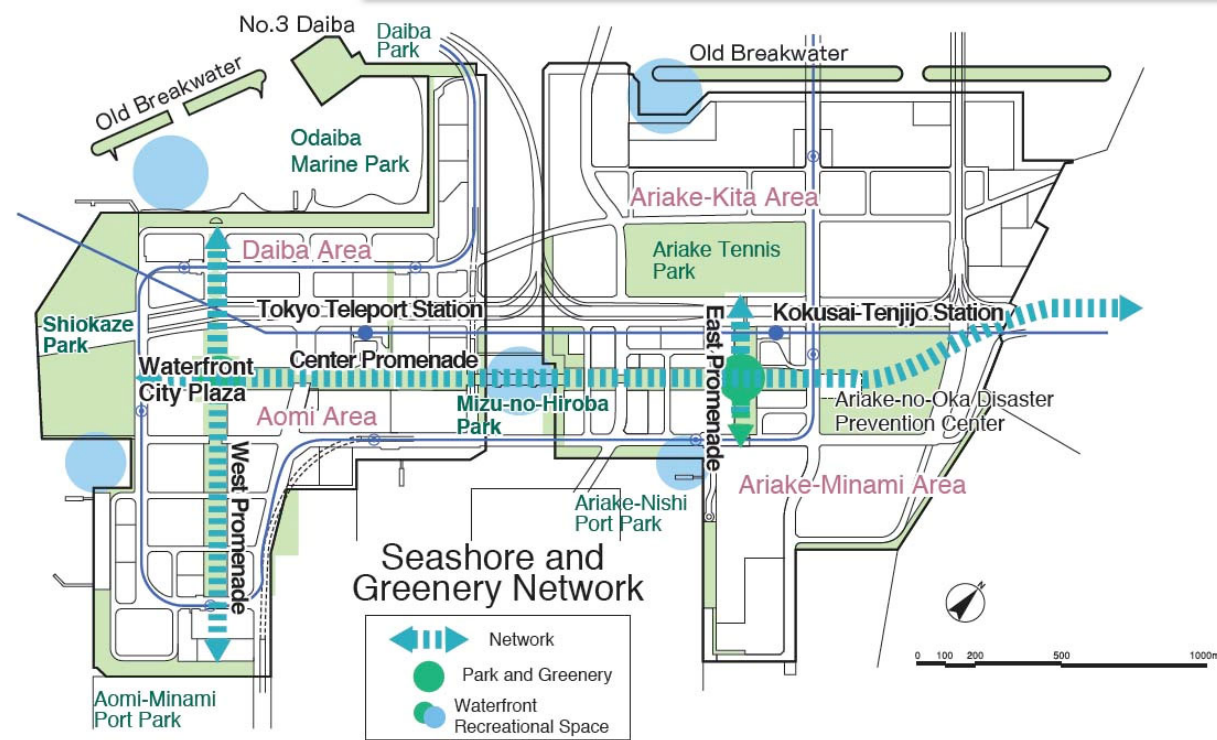 No.3 Daiba
Daiba
Park
Old Breakwater
Old Breakwater
Odaiba
Marine Park
Ariake-Kita Area
Daiba Area
Ariake Tennis
Park
Tokyo Teleport Station
Kokusai-Tenjijo Station
Shiokaze
Park
Center Promenade
East Promenade
Waterfront
City Plaza
Mizu-no-Hiroba
Park
Ariake-no-Oka Disaster
Prevention Center
Aomi Area
West Promenade
Ariake-Minami Area
Ariake-Nishi
Port Park
Seashore and
Greenery Network
Network
Park and Greenery
Waterfront
Recreational Space
Aomi-Minami
Port Park
N
0 100 200 500 1000m